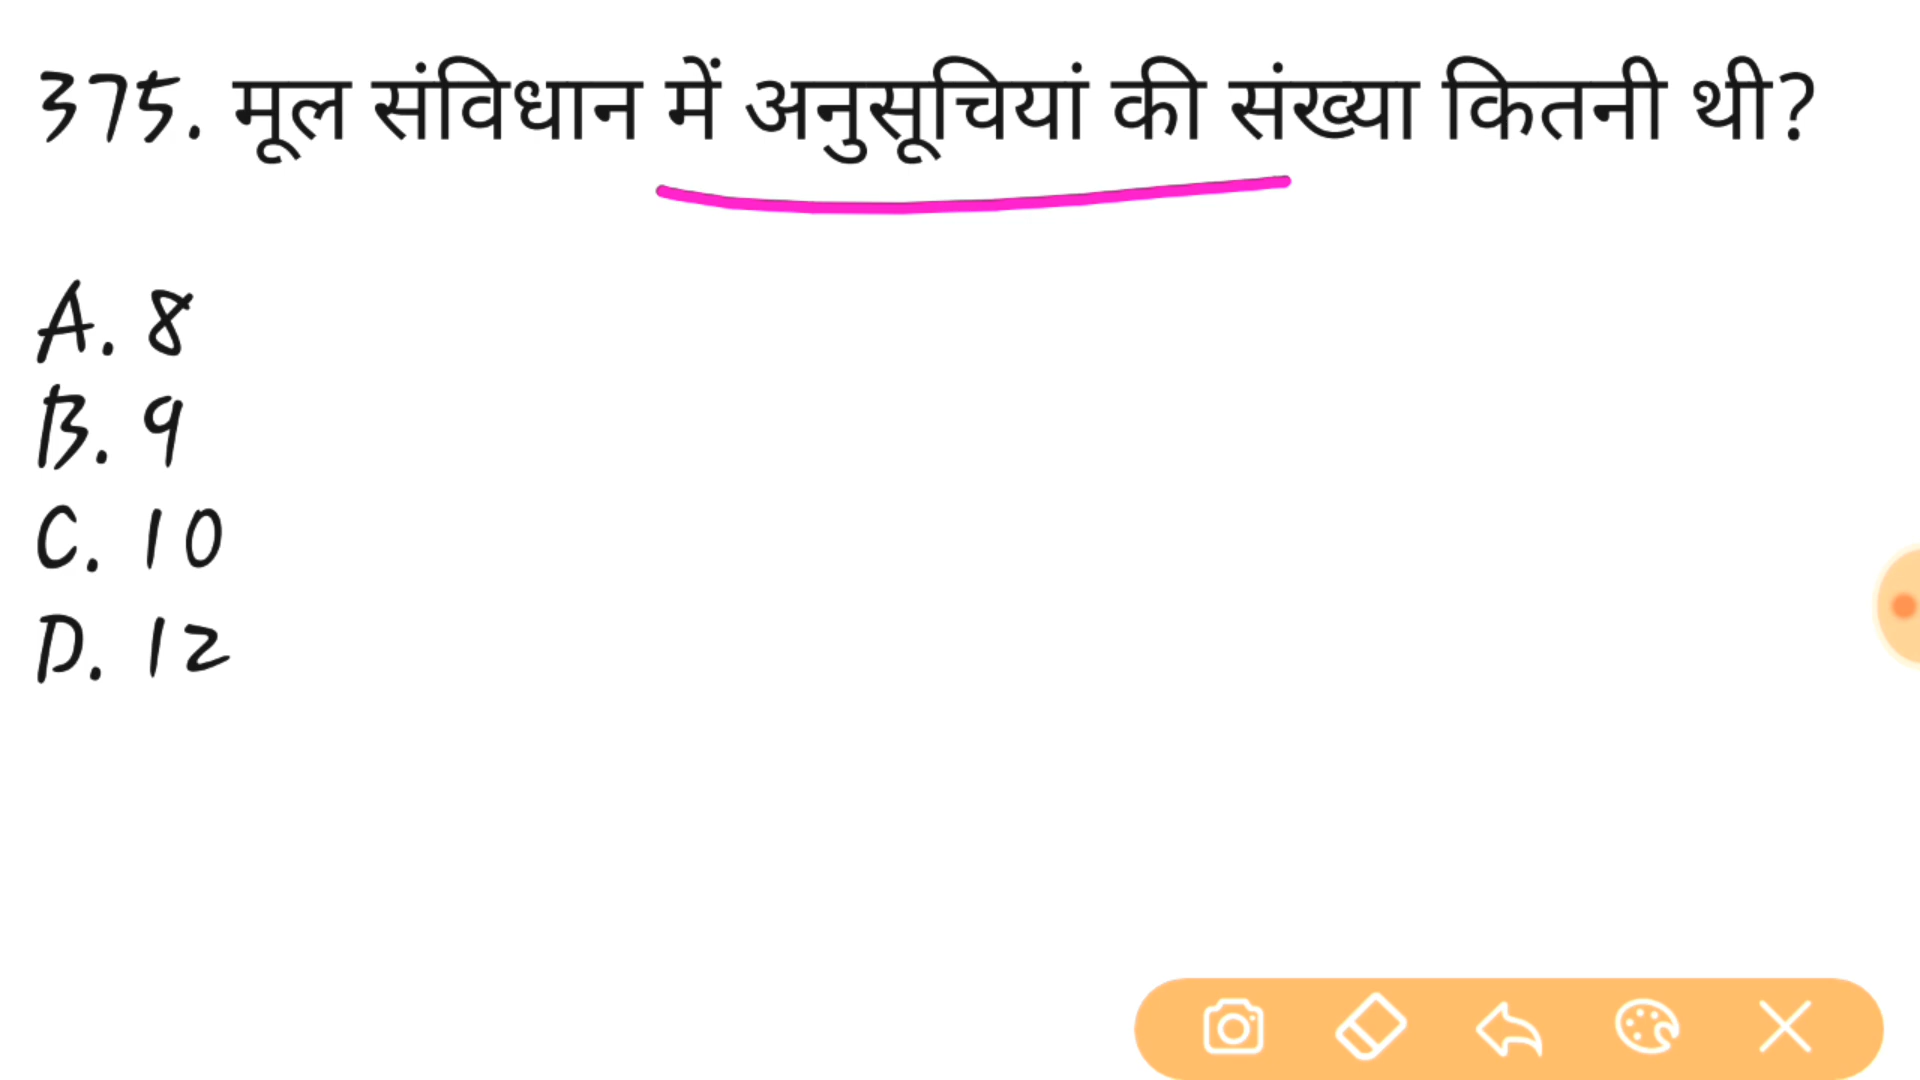 375. मूल संविधान में अनुसूचियां की संख्या कितनी थी?
A. 8
B. 9
C. 10
D. 12